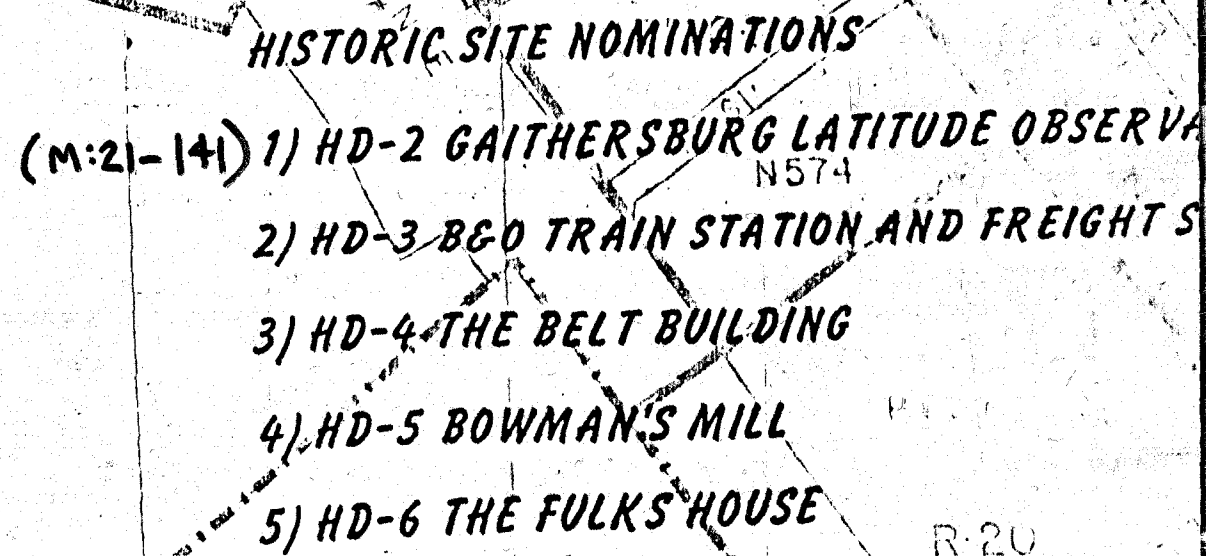 HISTORIC SITE NOMINATIONS
(M:21-141) 1) HD-2 GAITHERSBURG LATITUDE OBSERVA
N574
2) HD-3 B&O TRAIN STATION AND FREIGHT S
3) HD-4 THE BELT BUILDING
4) HD-5 BOWMAN'S MILL
5) HD-6 THE FULKS HOUSE
R-20